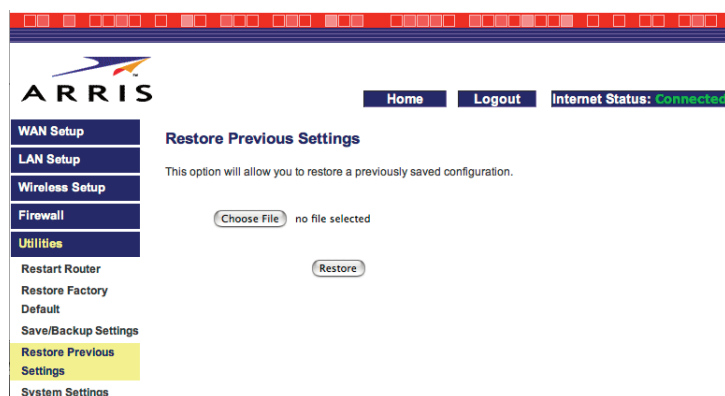 ARRIS
Home
Logout
Internet Status: Connected
WAN Setup
LAN Setup
Wireless Setup
Firewall
Utilities
Restart Router
Restore Factory
Default
Save/Backup Settings
Restore Previous
Settings
System Settings
Restore Previous Settings
This option will allow you to restore a previously saved configuration.
Choose File no file selected
Restore